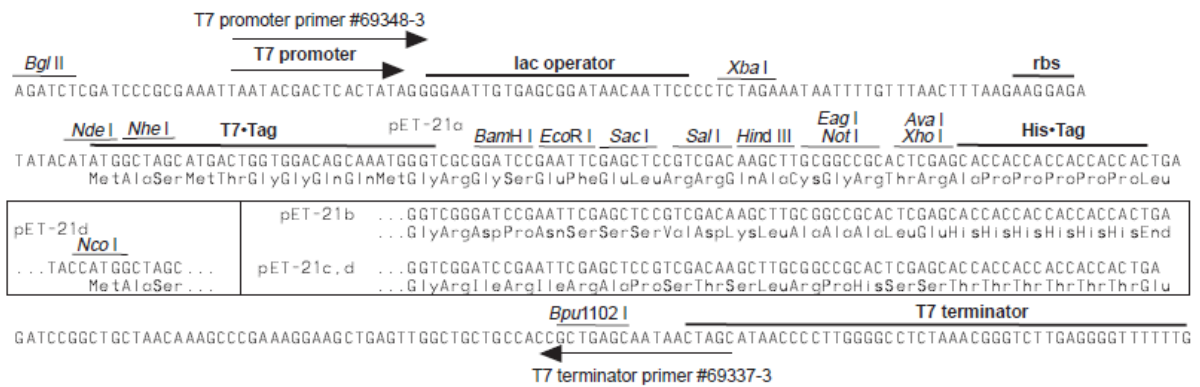 T7 promoter primer #69348-3
Bgl II T7 promoter lac operator Xba I rbs
AGATCTCGATCCCGCGAAATTAATACGACTCACTATAGGGGAATTGTGAGCGGATAACAATTCCCCTCTAGAAATAATTTTGTTTAACTTTAAGAAGGAGA
Eag I Ava I
Nde I Nhe I T7•Tag pET-21a BamH I EcoR I Sac I Sal I Hind III Not I Xho I His•Tag
TATACATATGGCTAGCATGACTGGTGGACAGCAAATGGGTCGCGGATCCGAATTCGAGCTCCGTCGACAAGCTTGCGGCCGCACTCGAGCACCACCACCACCACCACTGA
MetAlaSerMetThrGlyGlyGlnGlnMetGlyArgGlySerGluPheGluLeuArgArgGlnAlaCysGlyArgThrArgAlaProProProProProLeu
pET-21d
Nco I
...TACCATGGCTAGC...
MetAlaSer...
pET-21b ...GGTCGGGATCCGAATTCGAGCTCCGTCGACAAGCTTGCGGCCGCACTCGAGCACCACCACCACCACCACTGA
...GlyArgAspProAsnSerSerSerValAspLysLeuAlaAlaAlaLeuGluHisHisHisHisHisHisEnd
pET-21c,d ...GGTCGGATCCGAATTCGAGCTCCGTCGACAAGCTTGCGGCCGCACTCGAGCACCACCACCACCACCACTGA
...GlyArgIleArgIleArgAlaProSerThrSerLeuArgProHisSerSerThrThrThrThrThrThrGlu
Bpu1102 I T7 terminator
GATCCGGCTGCTAACAAAGCCCGAAAGGAAGCTGAGTTGGCTGCTGCCACCGCTGAGCAATAACTAGCATAACCCCTTGGGGCCTCTAAACGGGTCTTGAGGGGTTTTTTG
T7 terminator primer #69337-3